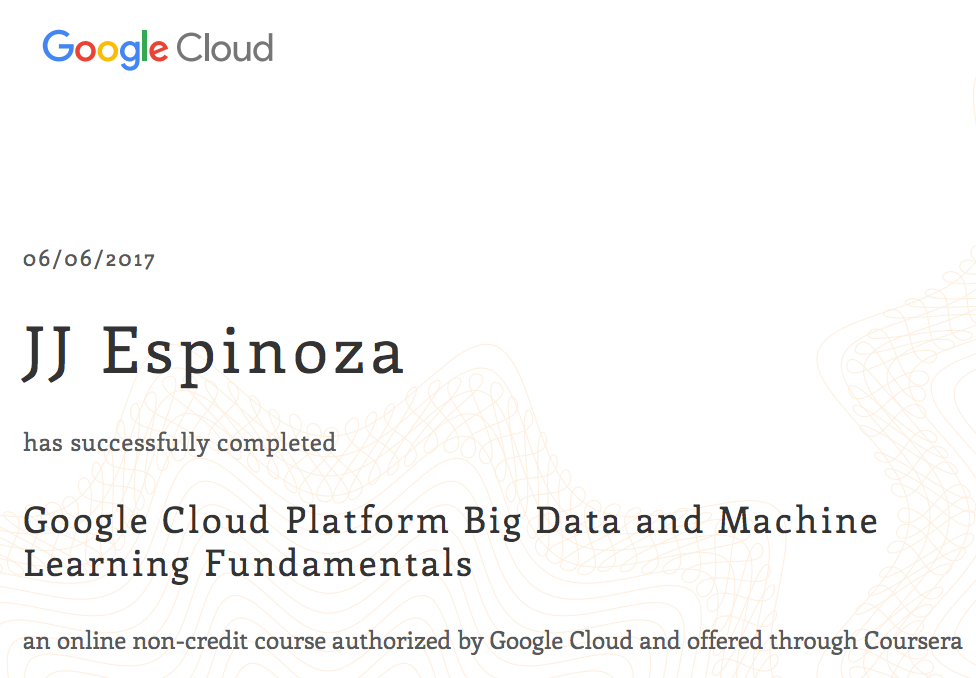 Google Cloud
06/06/2017
JJ Espinoza
has successfully completed
Google Cloud Platform Big Data and Machine
Learning Fundamentals
an online non-credit course authorized by Google Cloud and offered through Coursera